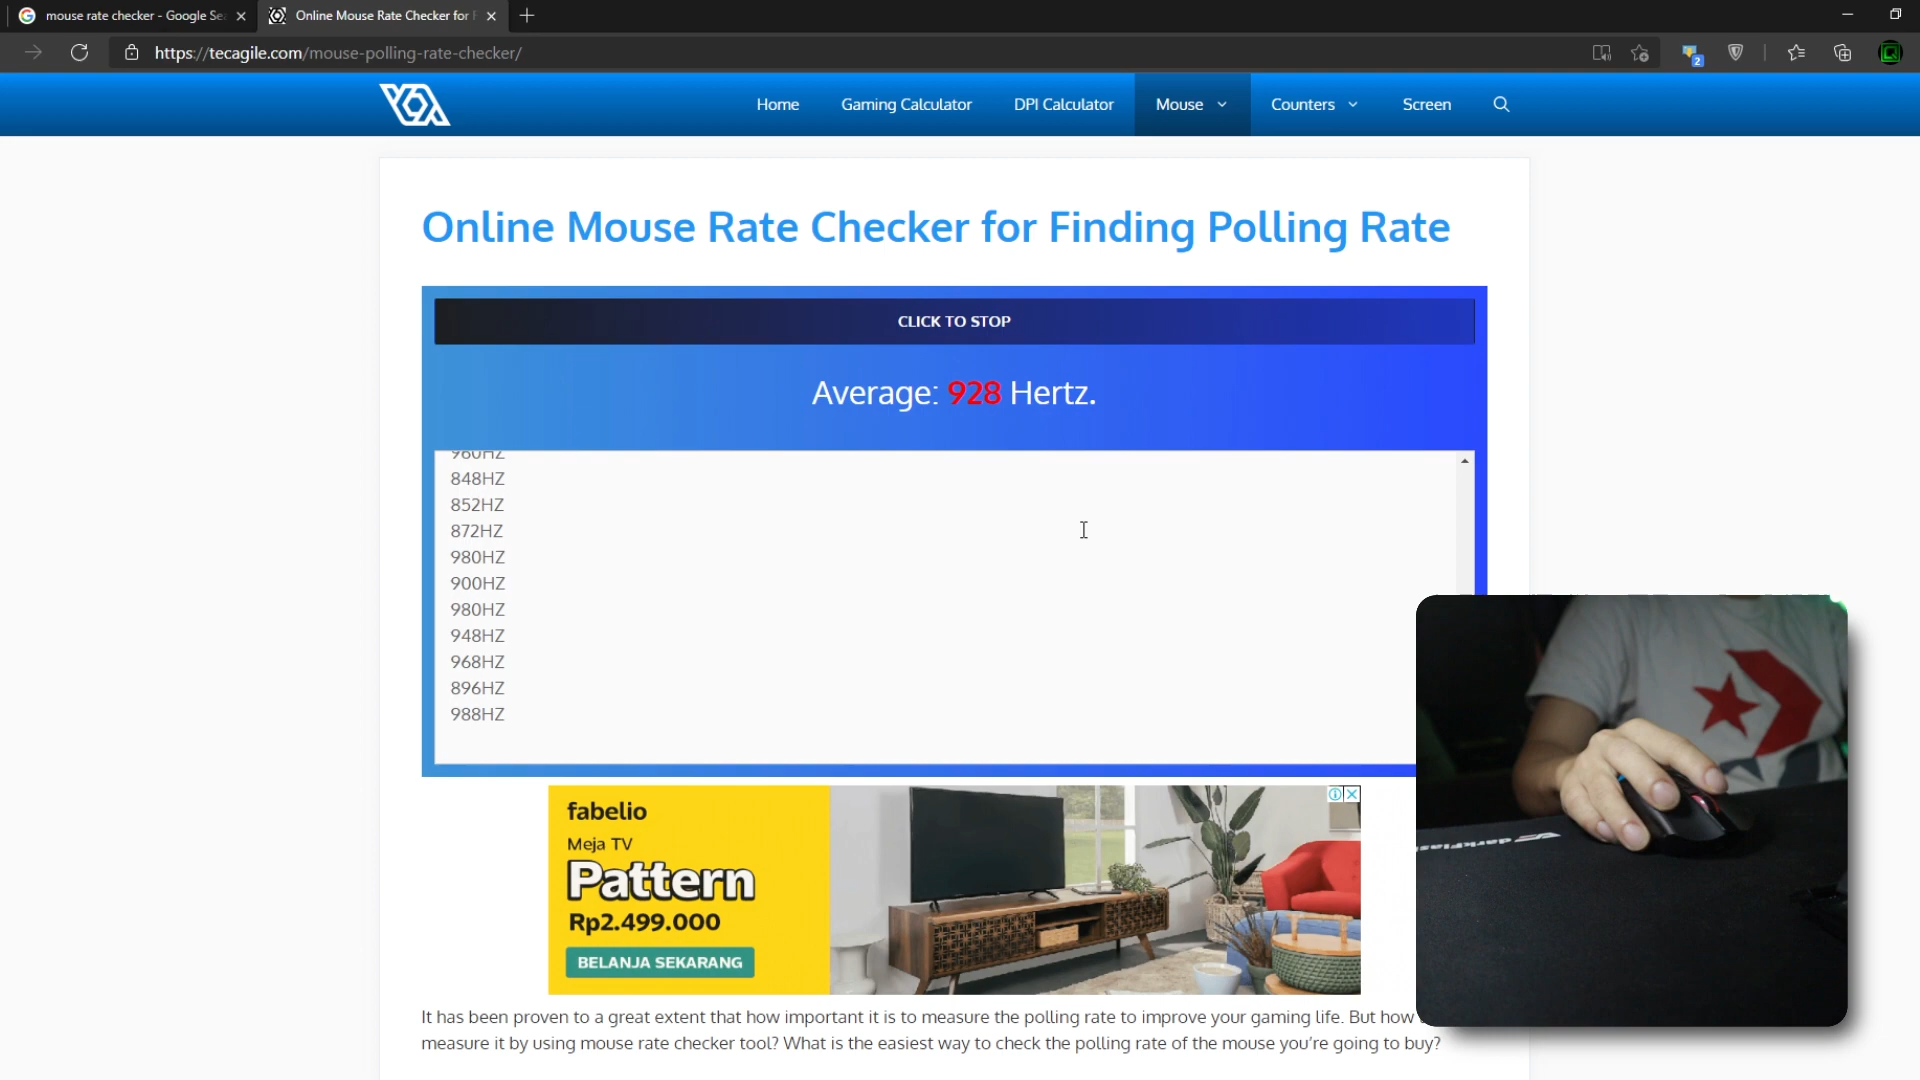 mouse rate checker - Google Se
Online Mouse Rate Checker for
https://tecagile.com/mouse-polling-rate-checker/
2
Home
Gaming Calculator
DPI Calculator
Mouse
Counters
Screen
Online Mouse Rate Checker for Finding Polling Rate
CLICK TO STOP
Average: 928 Hertz.
960HZ
848HZ
852HZ
872HZ
980HZ
900HZ
980HZ
948HZ
968HZ
896HZ
988HZ
fabelio
Meja TV
Pattern
Rp2.499.000
BELANJA SEKARANG
It has been proven to a great extent that how important it is to measure the polling rate to improve your gaming life. But how
measure it by using mouse rate checker tool? What is the easiest way to check the polling rate of the mouse you're going to buy?